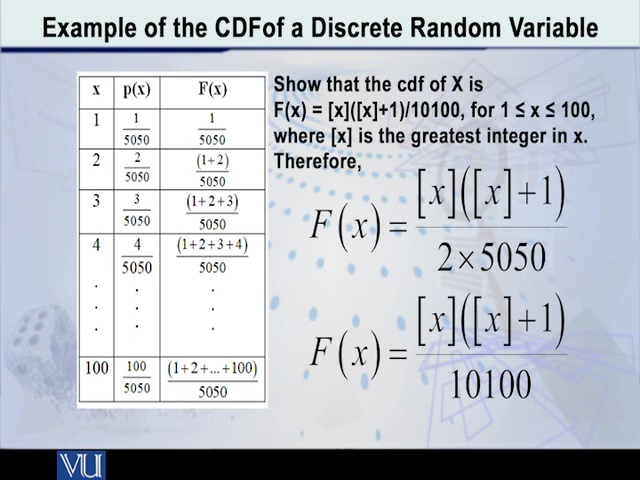 Example of the CDFof a Discrete Random Variable
x p(x) F(x)
1 1/5050 1/5050
2 2/5050 (1+2)/5050
3 3/5050 (1+2+3)/5050
4 4/5050 (1+2+3+4)/5050
. . .
. . .
. . .
100 100/5050 (1+2+...+100)/5050
Show that the cdf of X is
F(x) = [x]([x]+1)/10100, for 1 ≤ x ≤ 100,
where [x] is the greatest integer in x.
Therefore,
F(x) = [x]([x]+1) / 2×5050
F(x) = [x]([x]+1) / 10100
VU